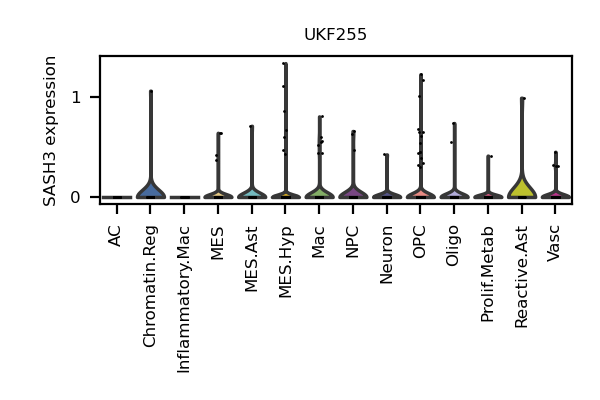 UKF255
SASH3 expression
1
0
AC
Chromatin.Reg
Inflammatory.Mac
MES
MES.Ast
MES.Hyp
Mac
NPC
Neuron
OPC
Oligo
Prolif.Metab
Reactive.Ast
Vasc